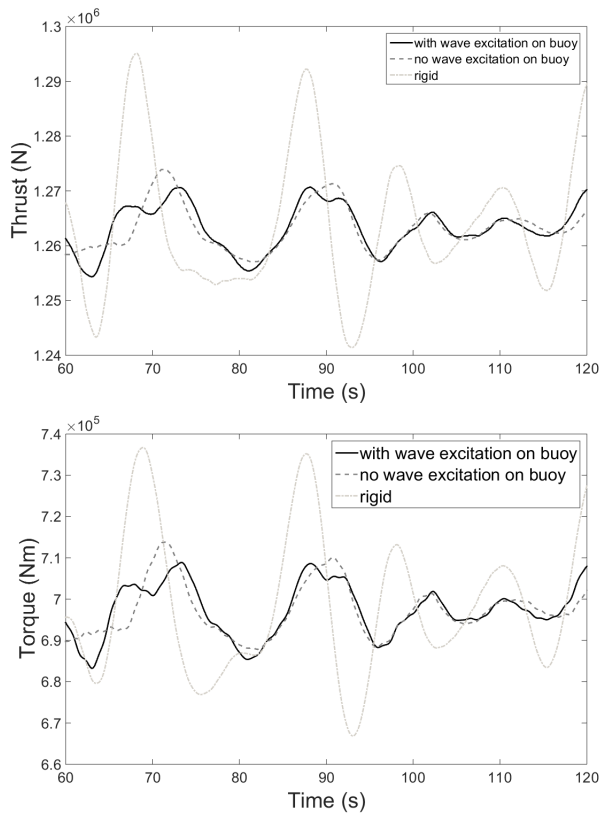 ×10⁶
1.3
1.29
1.28
1.27
1.26
1.25
1.24
Thrust (N)
with wave excitation on buoy
no wave excitation on buoy
rigid
60 70 80 90 100 110 120
Time (s)
×10⁵
7.4
7.3
7.2
7.1
7
6.9
6.8
6.7
6.6
Torque (Nm)
with wave excitation on buoy
no wave excitation on buoy
rigid
60 70 80 90 100 110 120
Time (s)